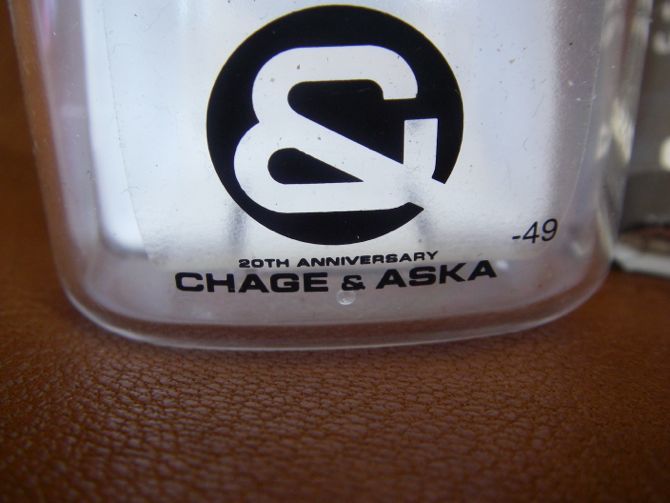 &
-49
20TH ANNIVERSARY
CHAGE & ASKA